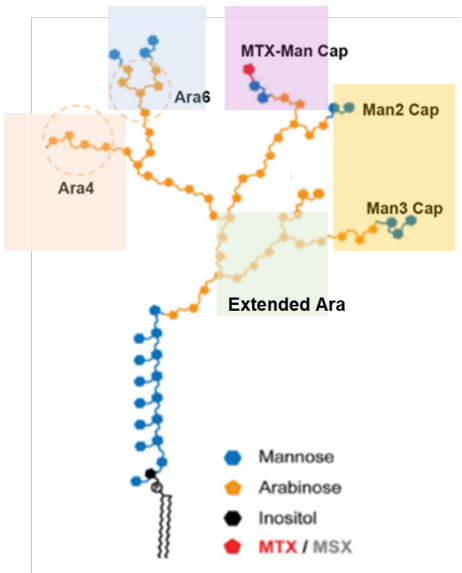 MTX-Man Cap
Ara6
Man2 Cap
Ara4
Man3 Cap
Extended Ara
Mannose
Arabinose
Inositol
MTX / MSX